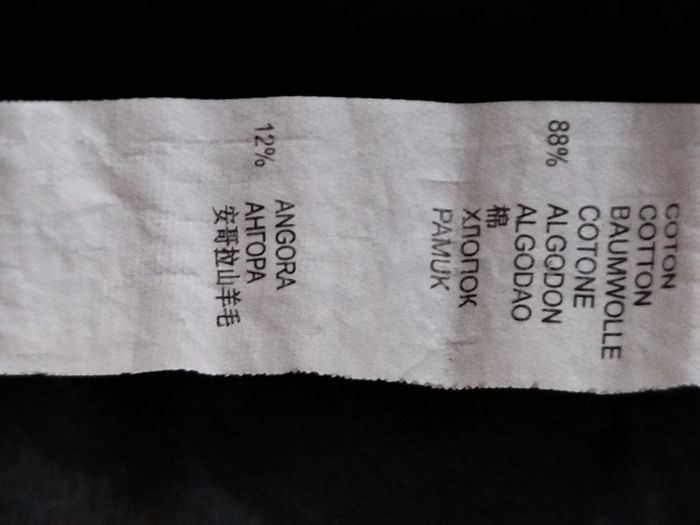 COTON
COTTON
BAUMWOLLE
COTONE
88% ALGODON
ALGODAO
棉
ХЛОПОК
PAMUK
ANGORA
12% АНГОРА
安哥拉山羊毛